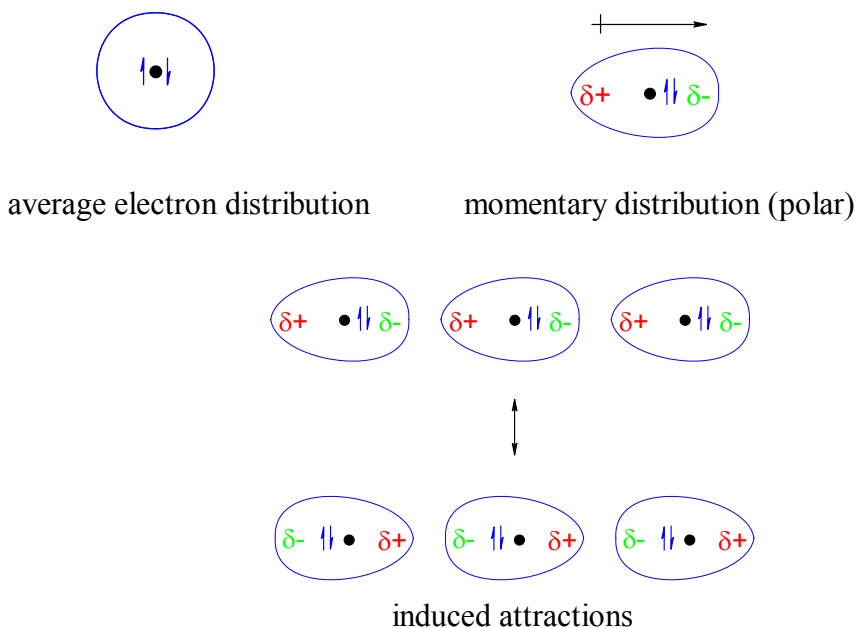 δ+ δ-
average electron distribution momentary distribution (polar)
δ+ δ- δ+ δ- δ+ δ-
δ- δ+ δ- δ+ δ- δ+
induced attractions